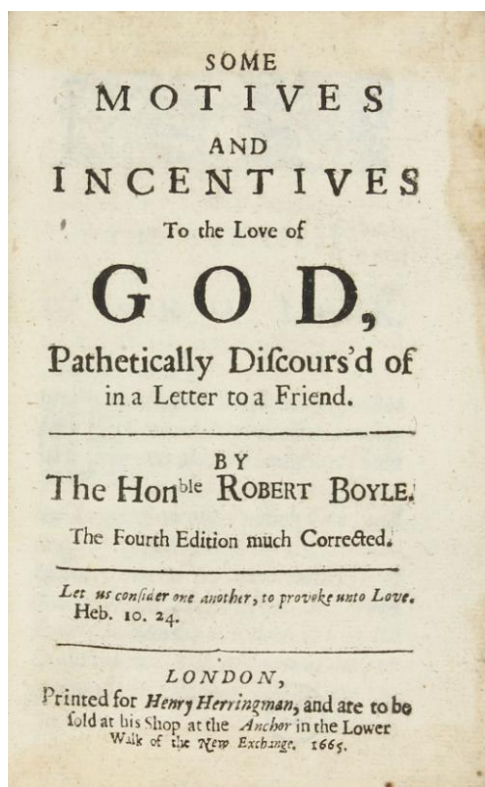 SOME
MOTIVES
AND
INCENTIVES
To the Love of
GOD,
Pathetically Diſcours'd of
in a Letter to a Friend.
BY
The Honble ROBERT BOYLE.
The Fourth Edition much Corrected.
Let us conſider one another, to provoke unto Love.
Heb. 10. 24.
LONDON,
Printed for Henry Herringman, and are to be
ſold at his Shop at the Anchor in the Lower
Walk of the New Exchange. 1665.